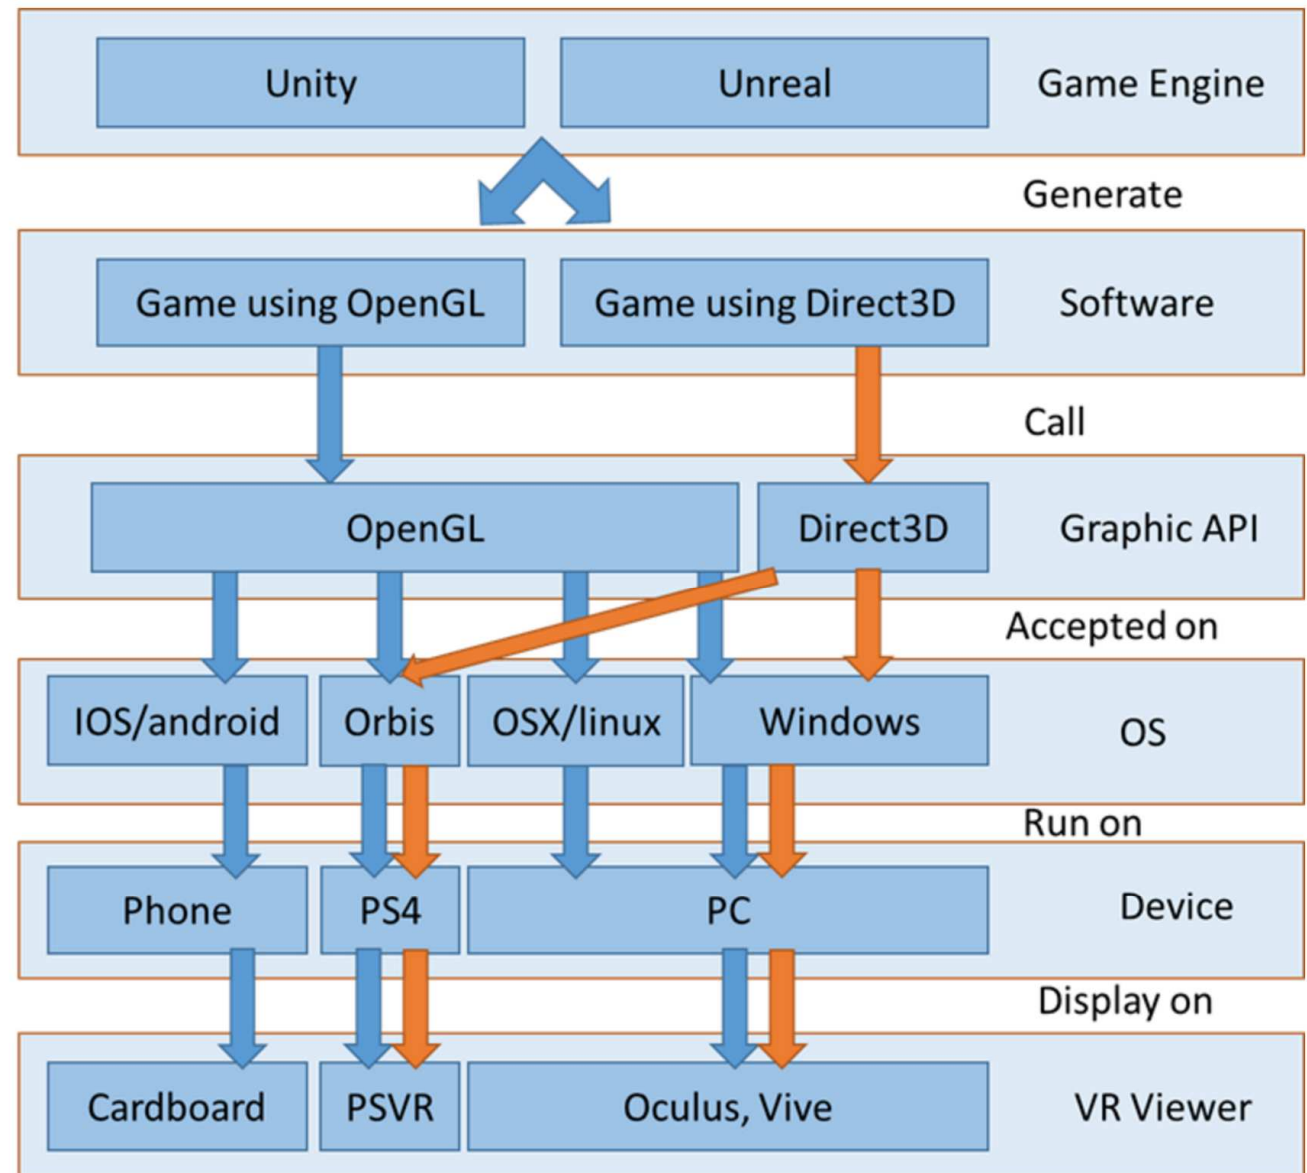 Unity
Unreal
Game Engine
Generate
Game using OpenGL
Game using Direct3D
Software
Call
OpenGL
Direct3D
Graphic API
Accepted on
IOS/android
Orbis
OSX/linux
Windows
OS
Run on
Phone
PS4
PC
Device
Display on
Cardboard
PSVR
Oculus, Vive
VR Viewer